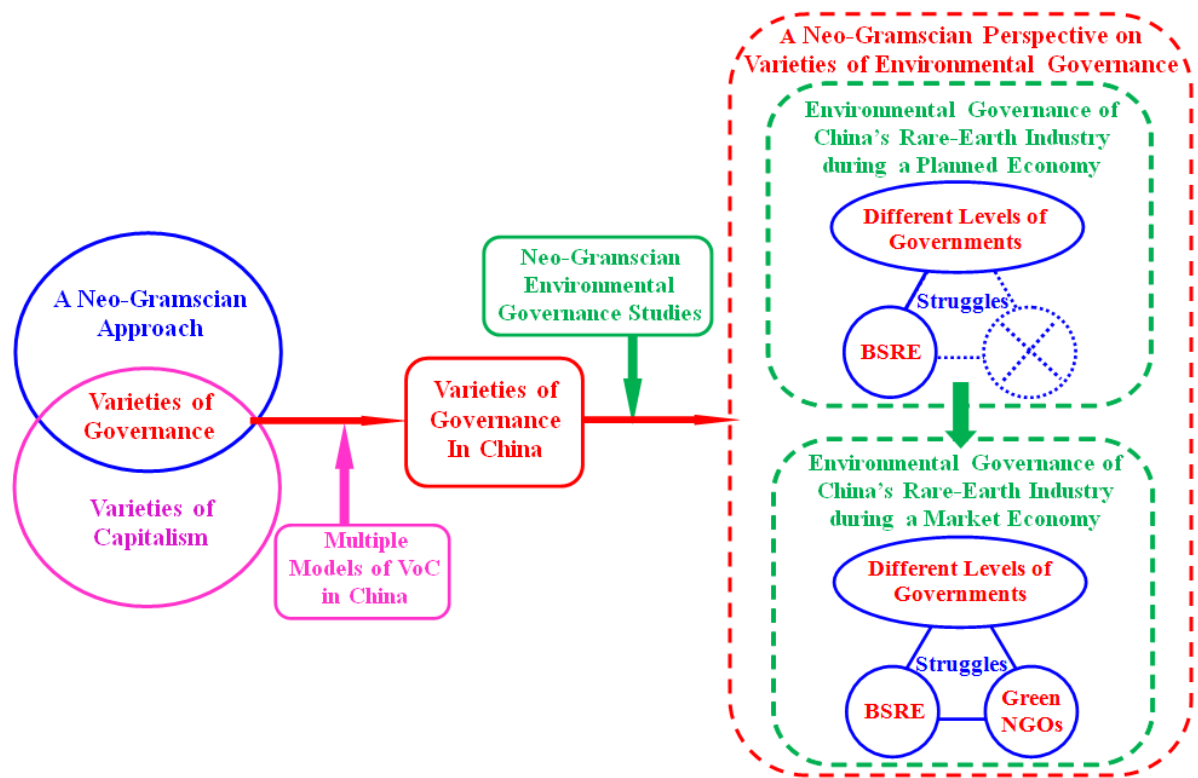 A Neo-Gramscian
Approach
Varieties of
Governance
Varieties of
Capitalism
Multiple
Models of VoC
in China
Varieties of
Governance
In China
Neo-Gramscian
Environmental
Governance Studies
A Neo-Gramscian Perspective on
Varieties of Environmental Governance
Environmental Governance of
China's Rare-Earth Industry
during a Planned Economy
Different Levels of
Governments
Struggles
BSRE
Environmental Governance of
China's Rare-Earth Industry
during a Market Economy
Different Levels of
Governments
Struggles
BSRE
Green
NGOs